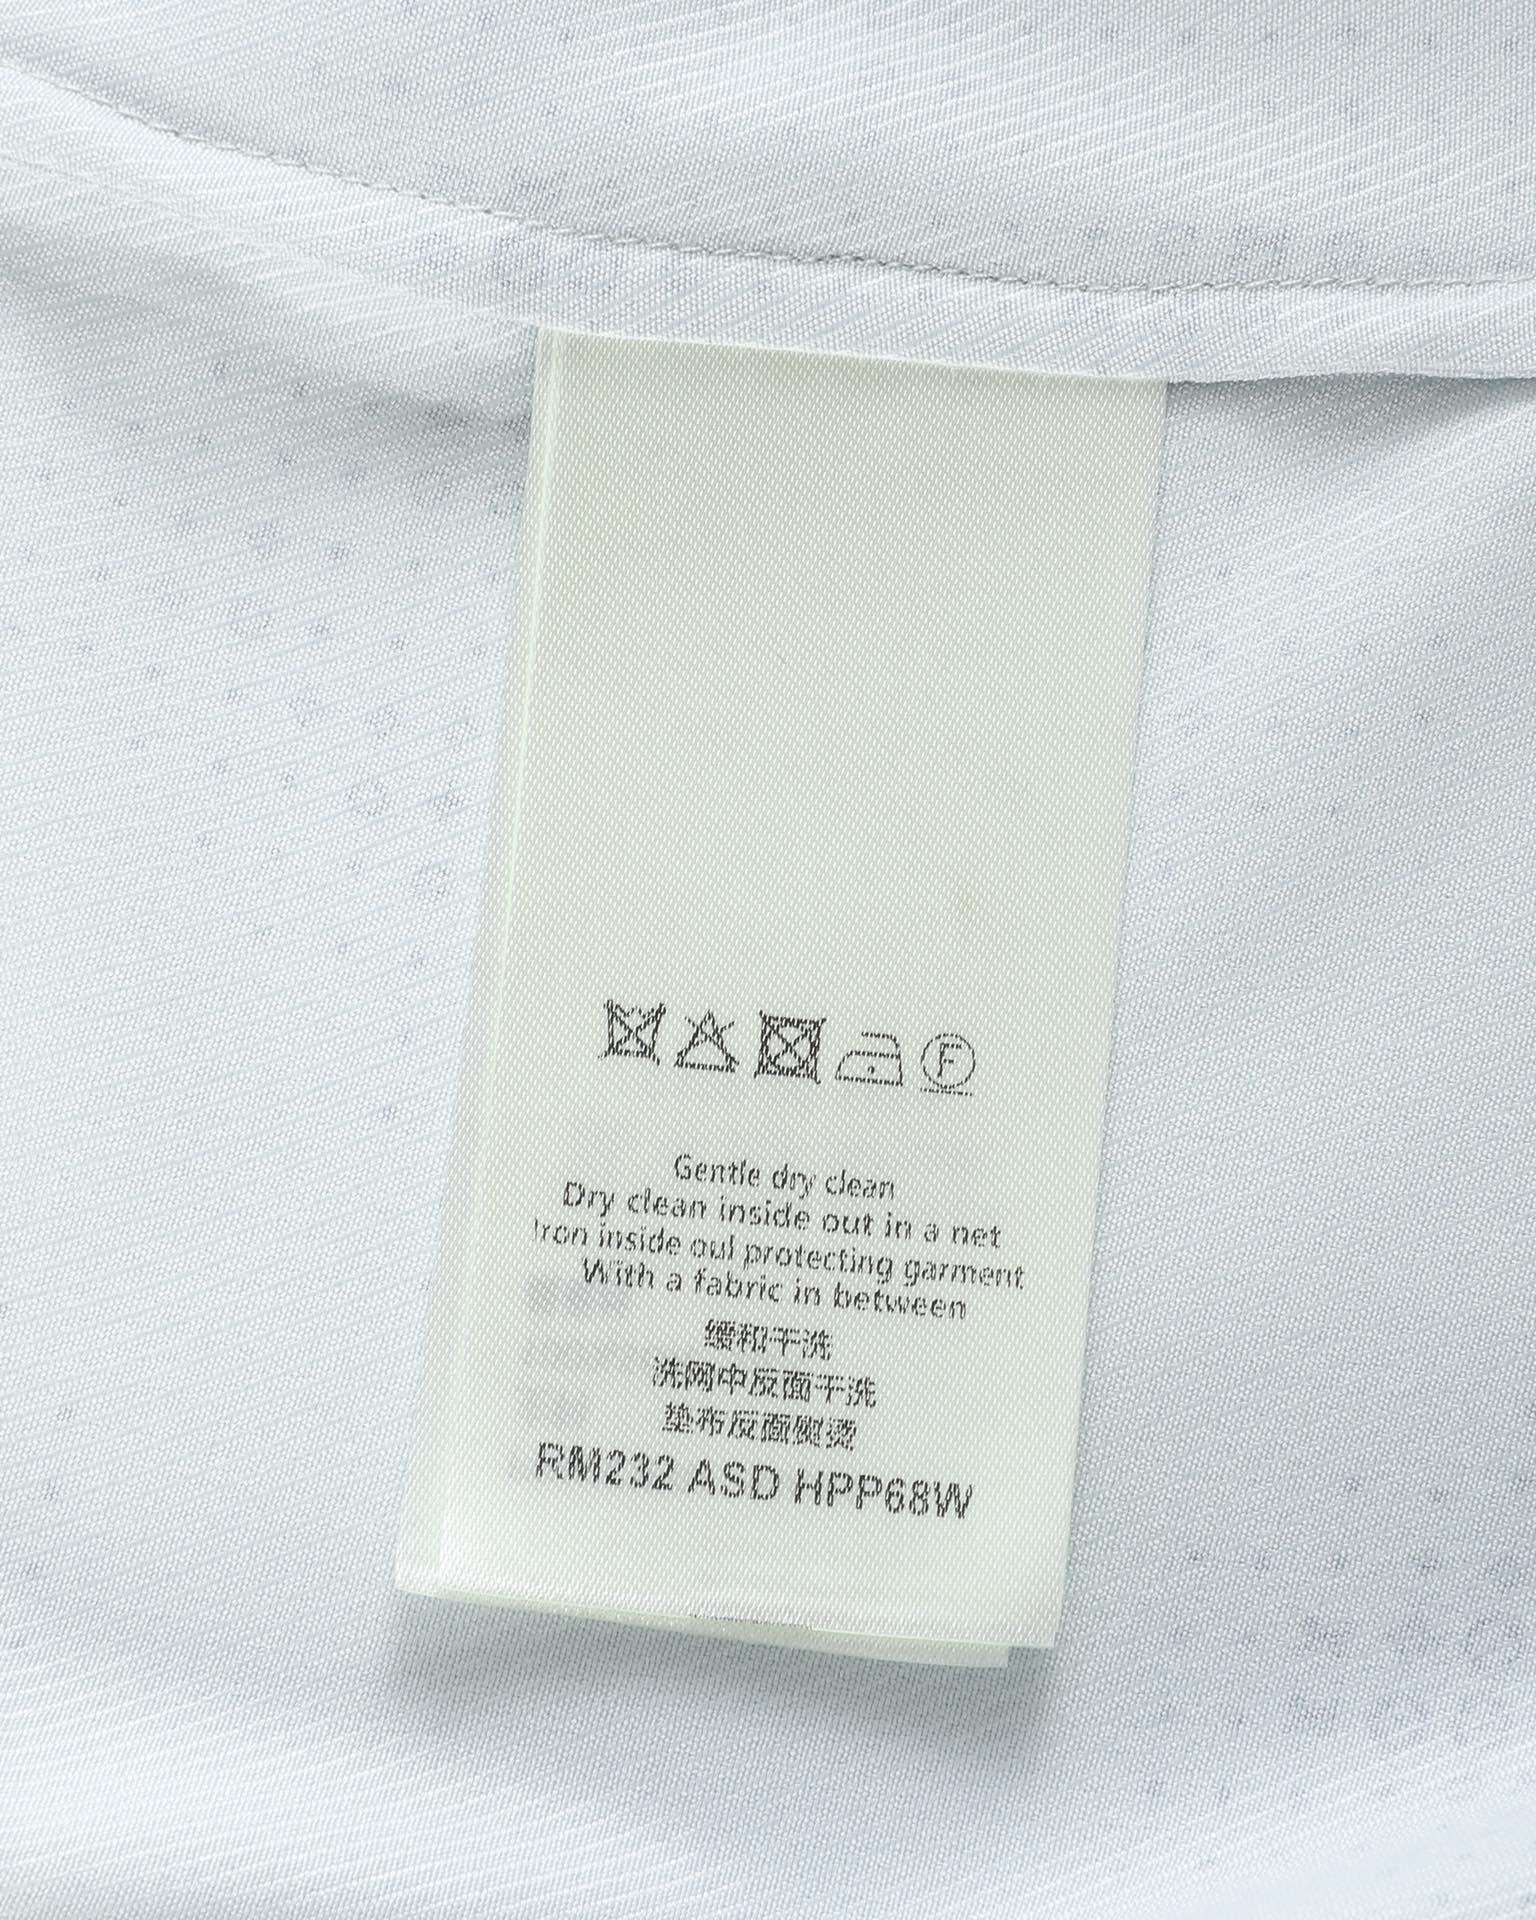 F
Gentle dry clean
Dry clean inside out in a net
Iron inside out protecting garment
With a fabric in between
缓和干洗
洗网中反面干洗
垫布反面熨烫
RM232 ASD HPP68W